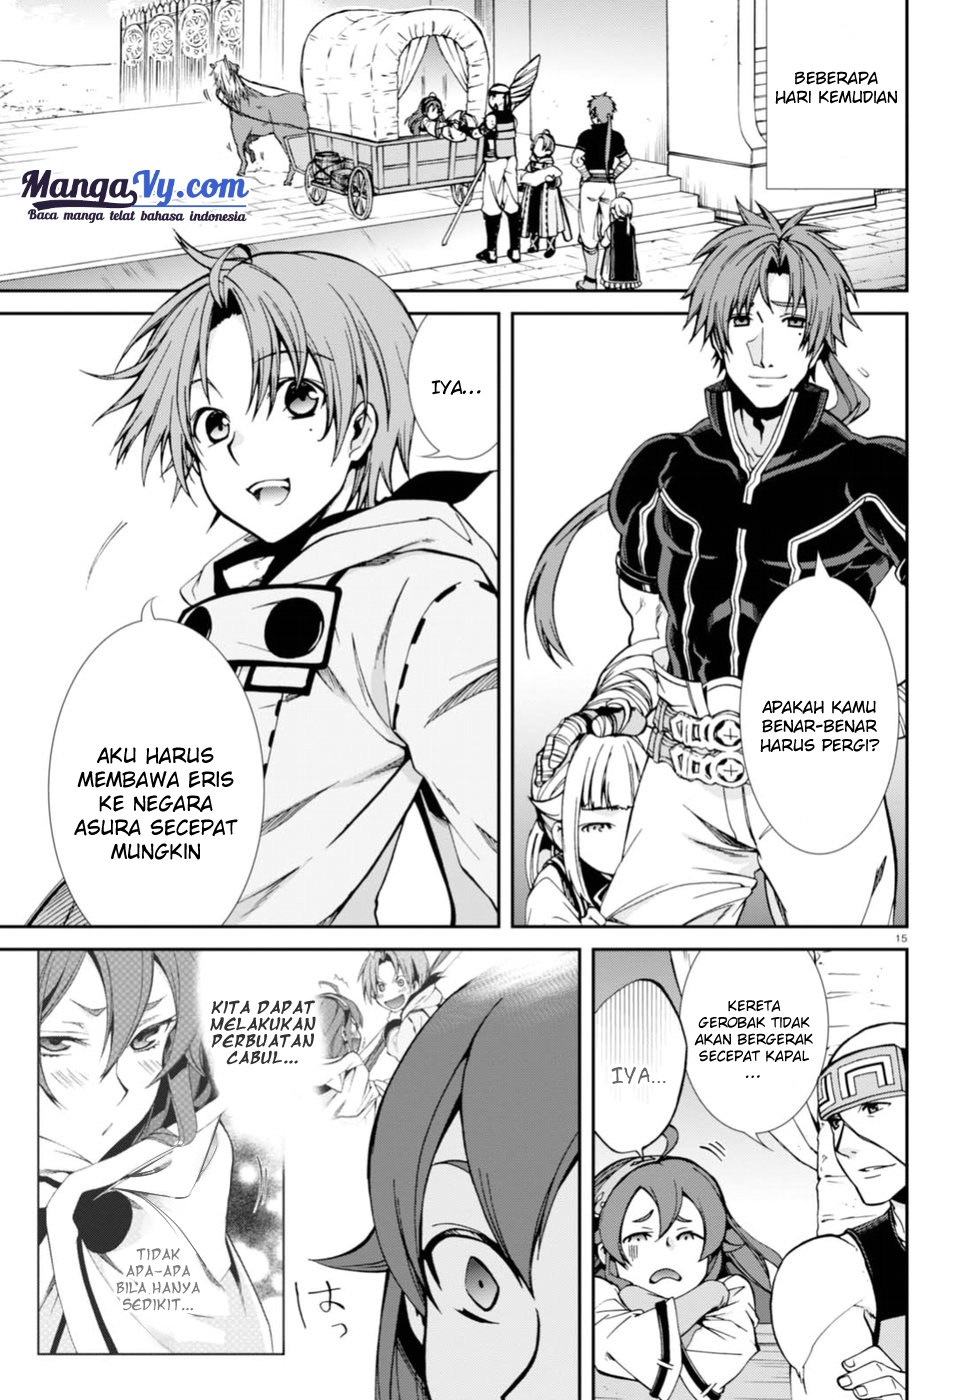 BEBERAPA
HARI KEMUDIAN
MangaVy.com
Baca manga telat bahasa indonesia
APAKAH KAMU
BENAR-BENAR
HARUS PERGI?
IYA...
AKU HARUS
MEMBAWA ERIS
KE NEGARA
ASURA SECEPAT
MUNGKIN
15
KERETA
GEROBAK TIDAK
AKAN BERGERAK
SECEPAT KAPAL
...
IYA...
はっ
KITA DAPAT
MELAKUKAN
PERBUATAN
CABUL...
TIDAK
APA-APA
BILA HANYA
SEDIKIT...